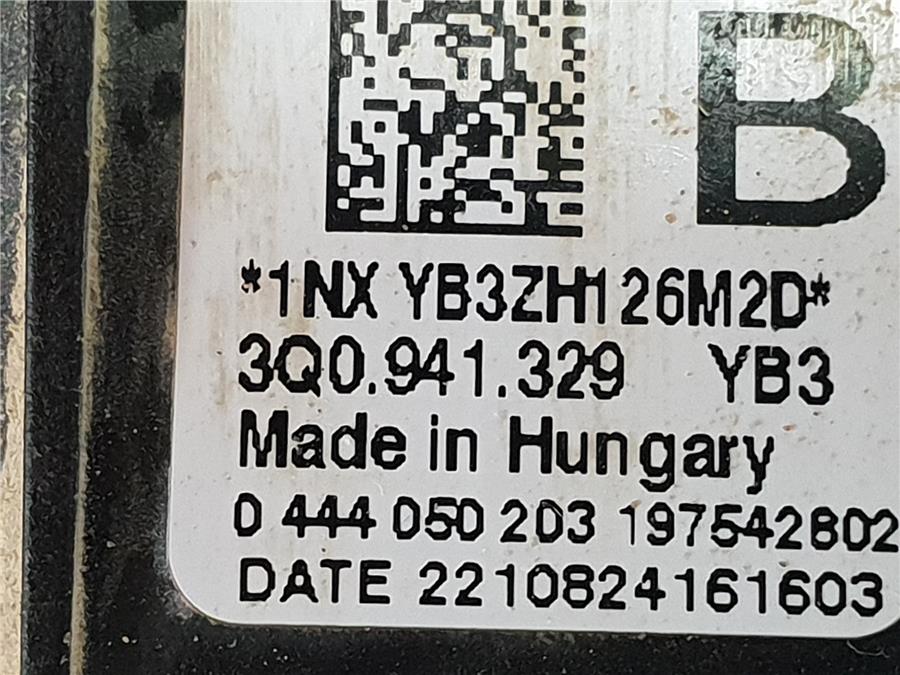 B
*1NX YB3ZH126M2D*
3Q0.941.329 YB3
Made in Hungary
0 444 050 203 197542802
DATE 2210824161603